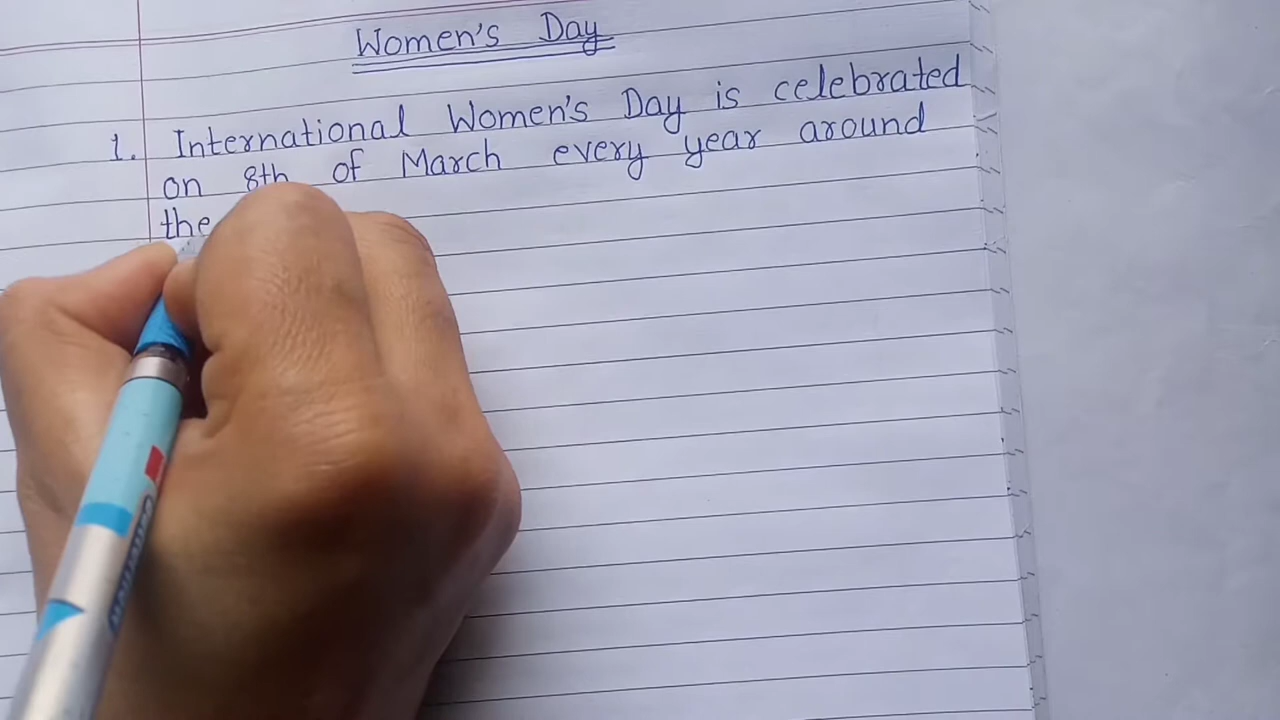 Women's Day
1. International Women's Day is celebrated
on 8th of March every year around
the